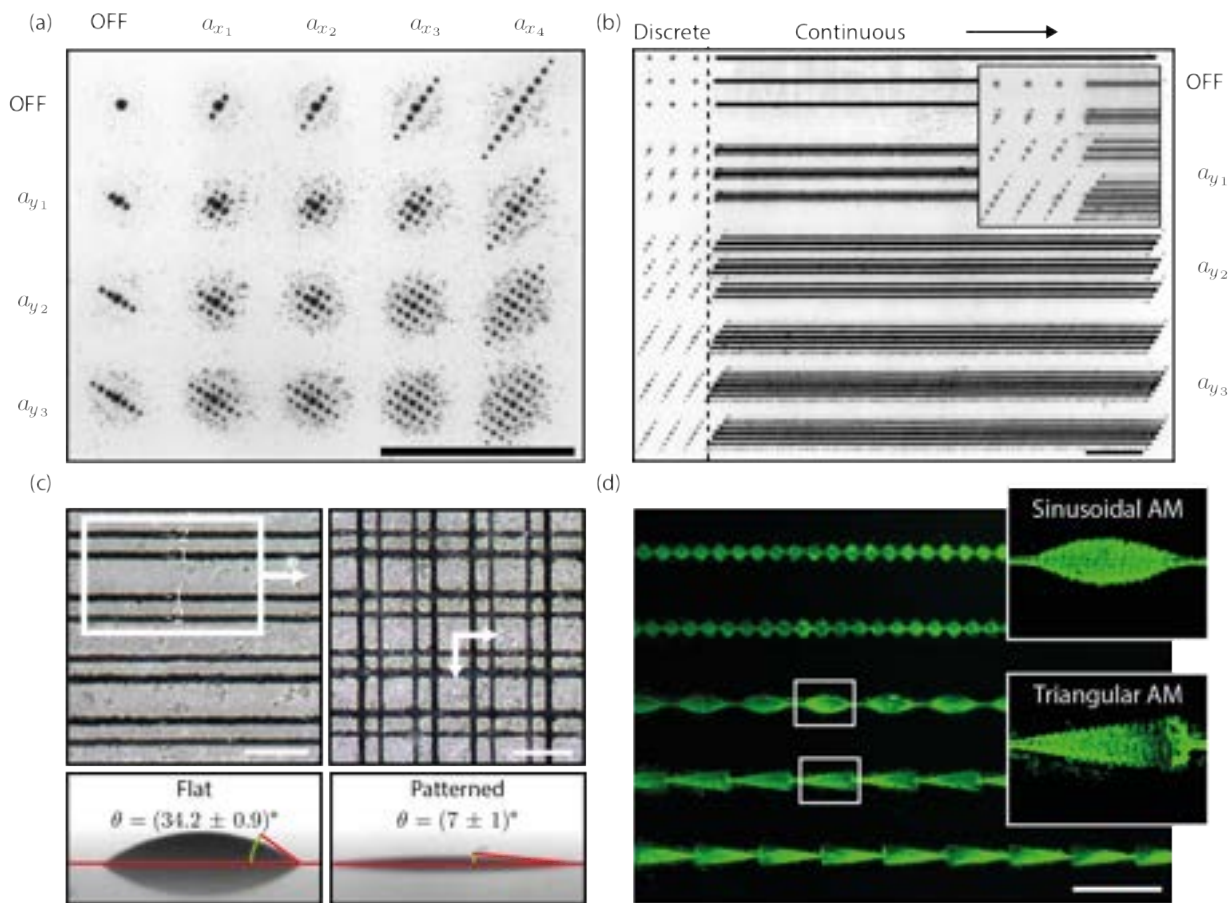 (a)
OFF a_{x_1} a_{x_2} a_{x_3} a_{x_4}
OFF
a_{y_1}
a_{y_2}
a_{y_3}
(b)
Discrete Continuous
OFF
a_{y_1}
a_{y_2}
a_{y_3}
(c)
Flat
θ = (34.2 ± 0.9)°
Patterned
θ = (7 ± 1)°
(d)
Sinusoidal AM
Triangular AM